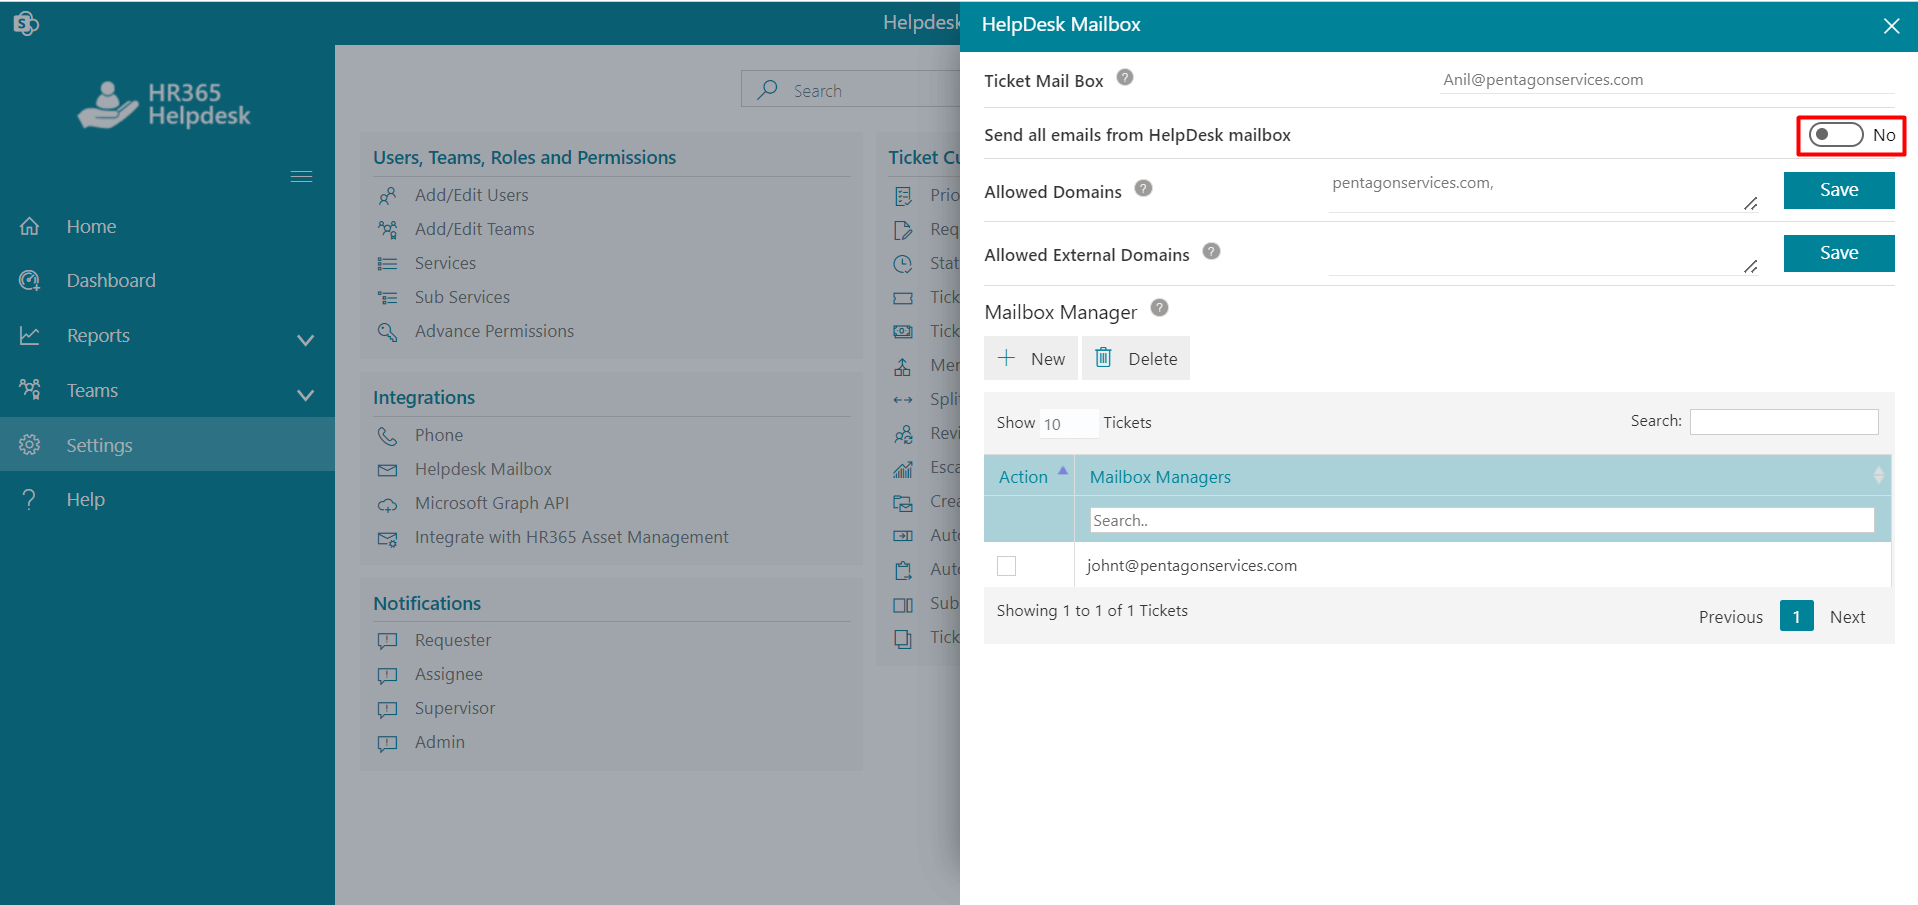 Helpdesk
HelpDesk Mailbox
HR365
Helpdesk
Home
Dashboard
Reports
Teams
Settings
Help
Search
Users, Teams, Roles and Permissions
Add/Edit Users
Add/Edit Teams
Services
Sub Services
Advance Permissions
Integrations
Phone
Helpdesk Mailbox
Microsoft Graph API
Integrate with HR365 Asset Management
Notifications
Requester
Assignee
Supervisor
Admin
Ticket Cu
Prio
Req
Stat
Tick
Tick
Mer
Split
Revi
Esca
Crea
Auto
Auto
Sub
Tick
Ticket Mail Box ?
Anil@pentagonservices.com
Send all emails from HelpDesk mailbox
No
Allowed Domains ?
pentagonservices.com,
Save
Allowed External Domains ?
Save
Mailbox Manager ?
New
Delete
Show 10 Tickets
Search:
Action
Mailbox Managers
Search..
johnt@pentagonservices.com
Showing 1 to 1 of 1 Tickets
Previous 1 Next